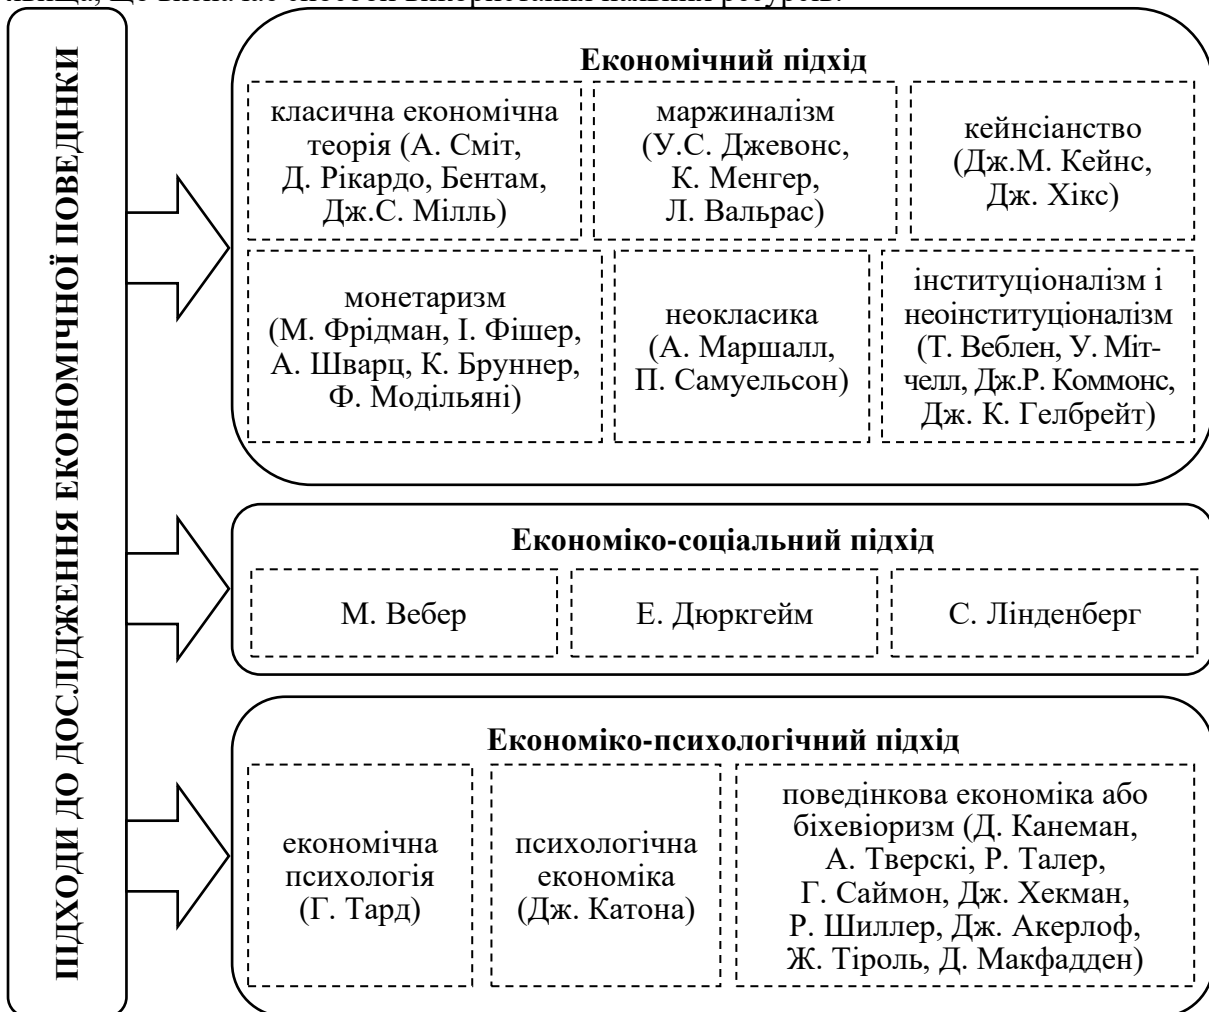 ПІДХОДИ ДО ДОСЛІДЖЕННЯ ЕКОНОМІЧНОЇ ПОВЕДІНКИ
Економічний підхід
класична економічна
теорія (А. Сміт,
Д. Рікардо, Бентам,
Дж.С. Мілль)
маржиналізм
(У.С. Джевонс,
К. Менгер,
Л. Вальрас)
кейнсіанство
(Дж.М. Кейнс,
Дж. Хікс)
монетаризм
(М. Фрідман, І. Фішер,
А. Шварц, К. Бруннер,
Ф. Модільяні)
неокласика
(А. Маршалл,
П. Самуельсон)
інституціоналізм і
неоінституціоналізм
(Т. Веблен, У. Міт-
челл, Дж.Р. Коммонс,
Дж. К. Гелбрейт)
Економіко-соціальний підхід
М. Вебер
Е. Дюркгейм
С. Лінденберг
Економіко-психологічний підхід
економічна
психологія
(Г. Тард)
психологічна
економіка
(Дж. Катона)
поведінкова економіка або
біхевіоризм (Д. Канеман,
А. Тверскі, Р. Талер,
Г. Саймон, Дж. Хекман,
Р. Шиллер, Дж. Акерлоф,
Ж. Тіроль, Д. Макфадден)